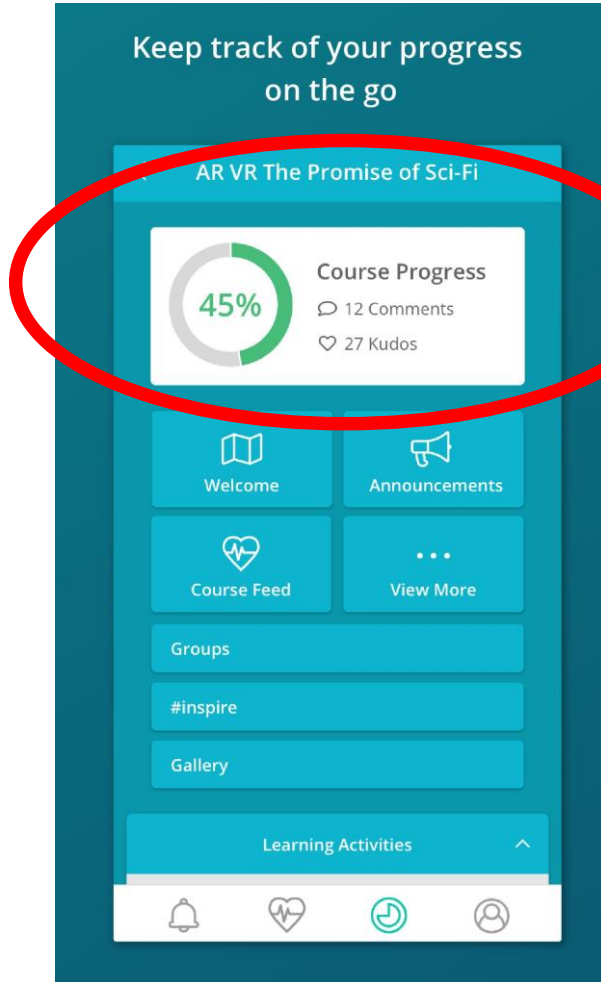 Keep track of your progress
on the go
AR VR The Promise of Sci-Fi
45%
Course Progress
12 Comments
27 Kudos
Welcome
Announcements
Course Feed
View More
Groups
#inspire
Gallery
Learning Activities